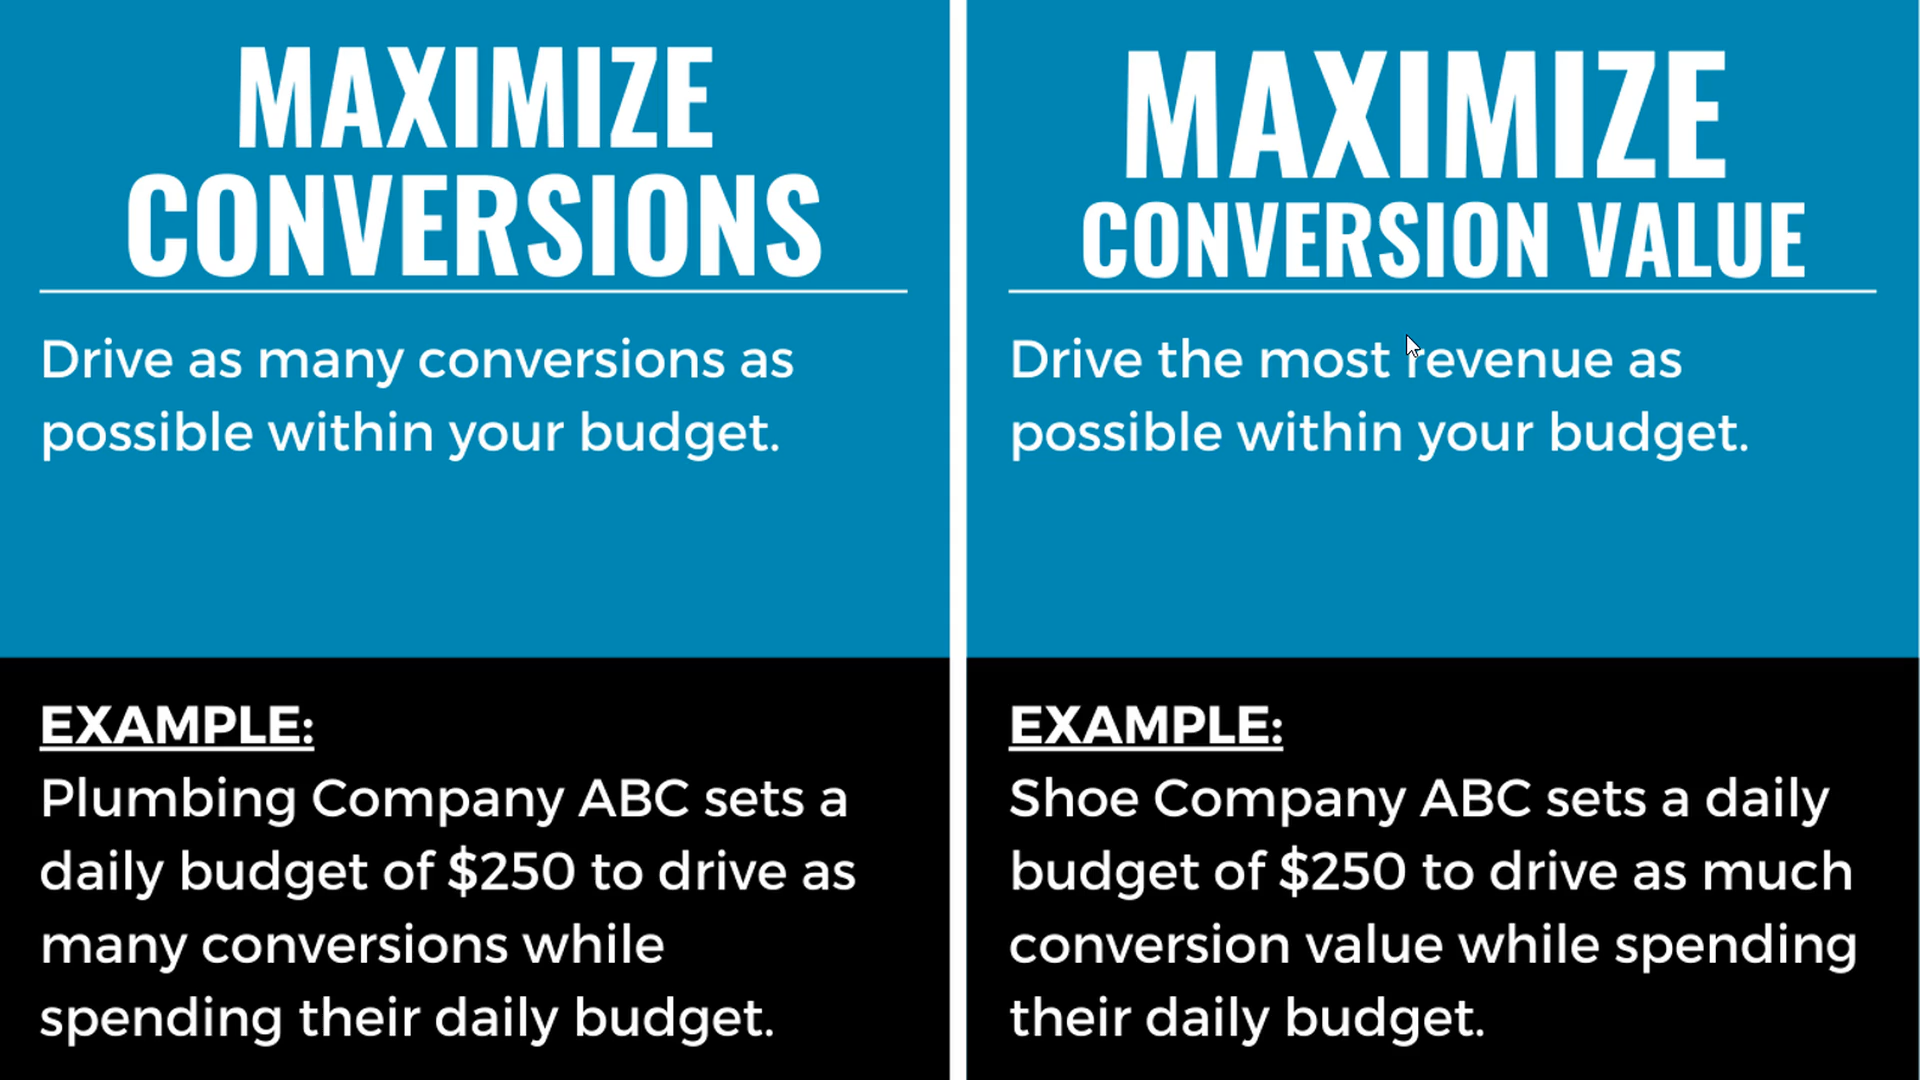 MAXIMIZE
CONVERSIONS
Drive as many conversions as
possible within your budget.
EXAMPLE:
Plumbing Company ABC sets a
daily budget of $250 to drive as
many conversions while
spending their daily budget.
MAXIMIZE
CONVERSION VALUE
Drive the most revenue as
possible within your budget.
EXAMPLE:
Shoe Company ABC sets a daily
budget of $250 to drive as much
conversion value while spending
their daily budget.